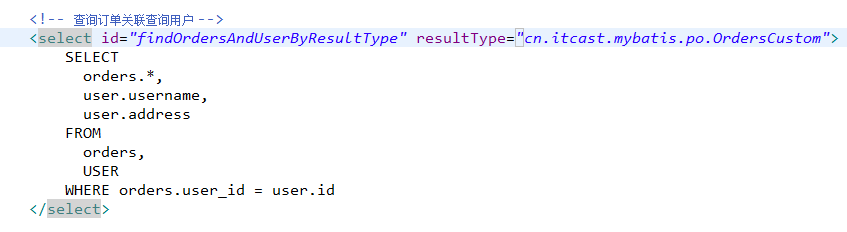 <!-- 查询订单关联查询用户 -->
<select id="findOrdersAndUserByResultType" resultType="cn.itcast.mybatis.po.OrdersCustom">
SELECT
orders.*,
user.username,
user.address
FROM
orders,
USER
WHERE orders.user_id = user.id
</select>